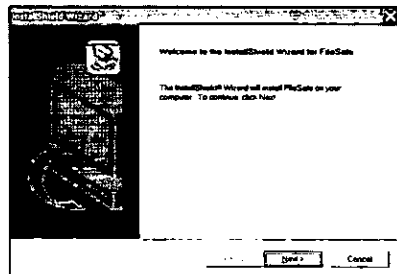 InstallShield Wizard
Welcome to the InstallShield Wizard for FileSafe
The InstallShield® Wizard will install FileSafe on your
computer. To continue, click Next.
Next >
Cancel